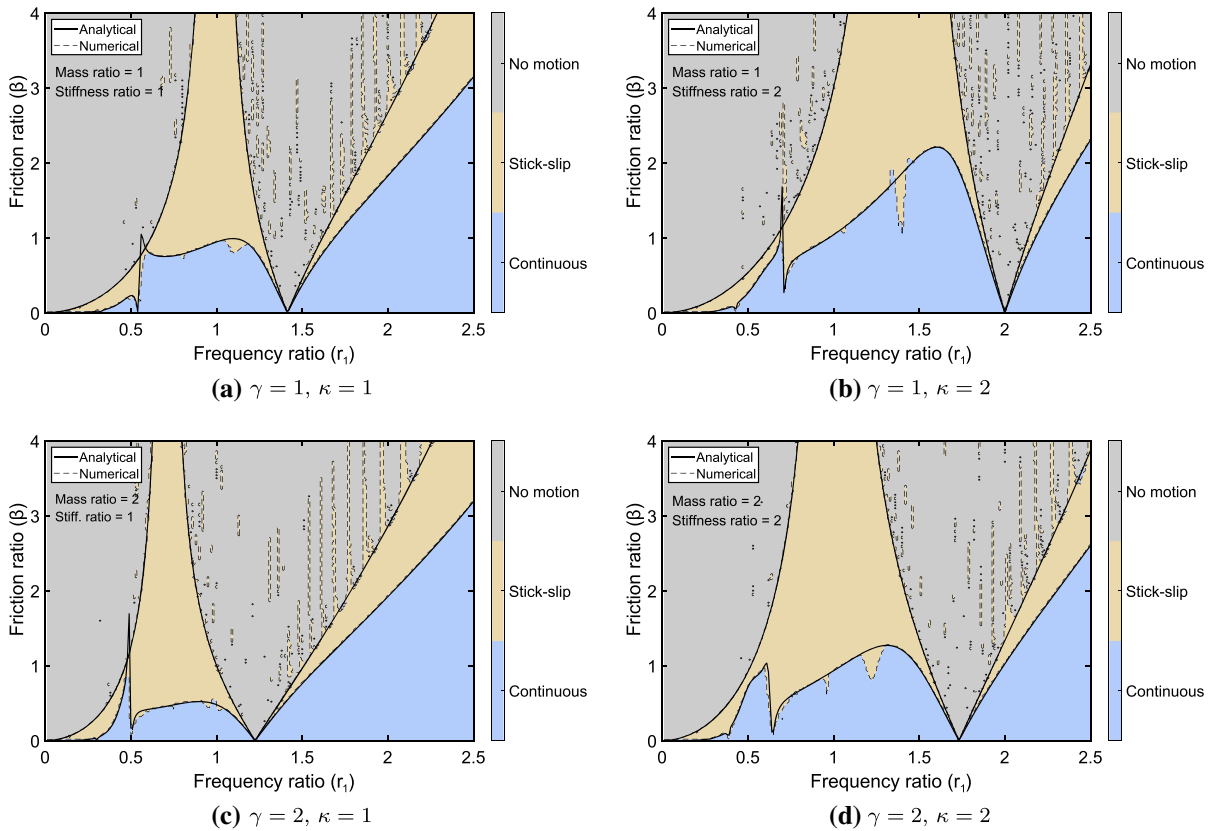 Analytical
Numerical
Mass ratio = 1
Stiffness ratio = 1
4
3
2
1
0
Friction ratio (β)
0
0.5
1
1.5
2
2.5
Frequency ratio (r₁)
No motion
Stick-slip
Continuous
(a) γ = 1, κ = 1
Analytical
Numerical
Mass ratio = 1
Stiffness ratio = 2
4
3
2
1
0
Friction ratio (β)
0
0.5
1
1.5
2
2.5
Frequency ratio (r₁)
No motion
Stick-slip
Continuous
(b) γ = 1, κ = 2
Analytical
Numerical
Mass ratio = 2
Stiff. ratio = 1
4
3
2
1
0
Friction ratio (β)
0
0.5
1
1.5
2
2.5
Frequency ratio (r₁)
No motion
Stick-slip
Continuous
(c) γ = 2, κ = 1
Analytical
Numerical
Mass ratio = 2
Stiffness ratio = 2
4
3
2
1
0
Friction ratio (β)
0
0.5
1
1.5
2
2.5
Frequency ratio (r₁)
No motion
Stick-slip
Continuous
(d) γ = 2, κ = 2